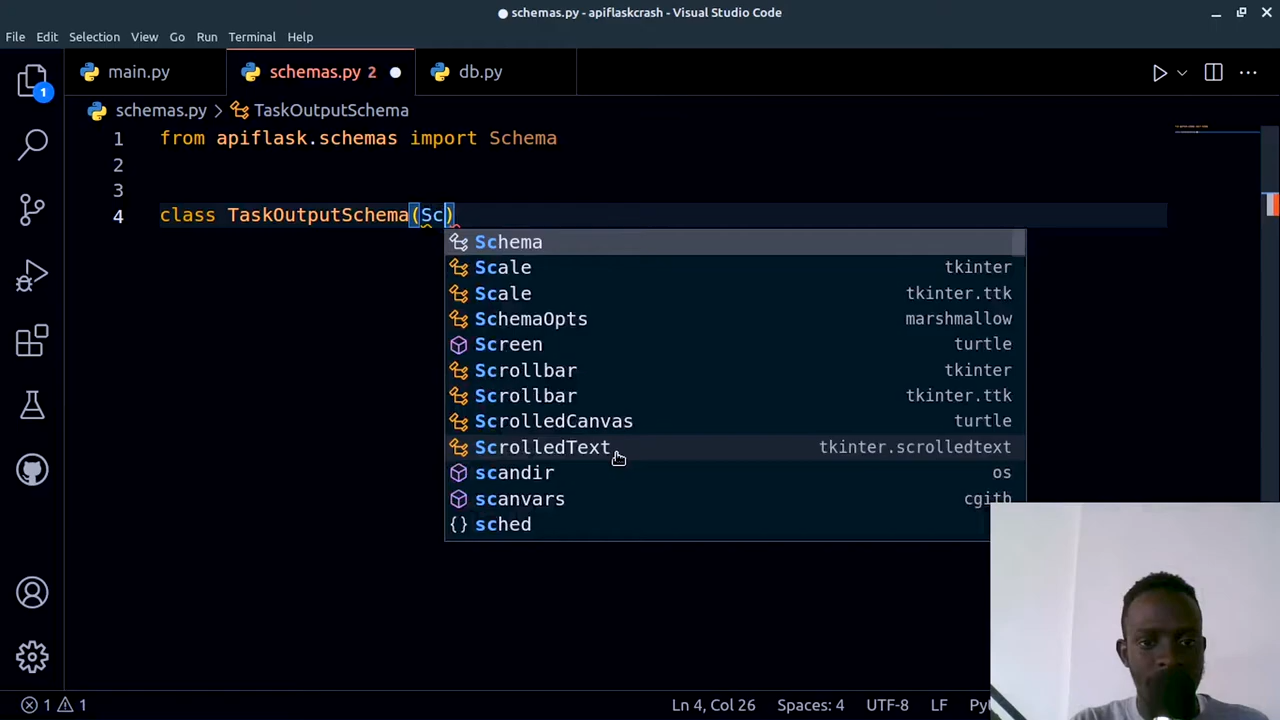 schemas.py - apiflaskcrash - Visual Studio Code
File Edit Selection View Go Run Terminal Help
main.py schemas.py 2 db.py
schemas.py > TaskOutputSchema
1 from apiflask.schemas import Schema
2
3
4 class TaskOutputSchema(Sc)
Schema
Scale tkinter
Scale tkinter.ttk
SchemaOpts marshmallow
Screen turtle
Scrollbar tkinter
Scrollbar tkinter.ttk
ScrolledCanvas turtle
ScrolledText tkinter.scrolledtext
scandir os
scanvars cgitb
{} sched
1
1 1 Ln 4, Col 26 Spaces: 4 UTF-8 LF